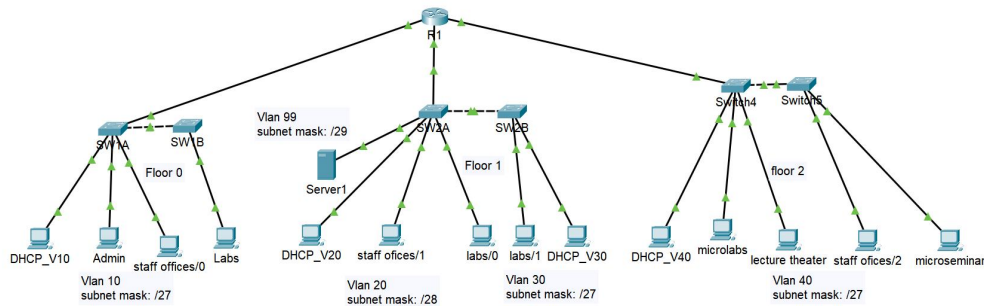 R1
Switch4
Switch5
Vlan 99
subnet mask: /29
SW1A
SW1B
SW2A
SW2B
Floor 0
Floor 1
floor 2
Server1
DHCP_V10
Admin
staff offices/0
Labs
DHCP_V20
staff offices/1
labs/0
labs/1
DHCP_V30
DHCP_V40
microlabs
lecture theater
staff offices/2
microseminar
Vlan 10
subnet mask: /27
Vlan 20
subnet mask: /28
Vlan 30
subnet mask: /27
Vlan 40
subnet mask: /27